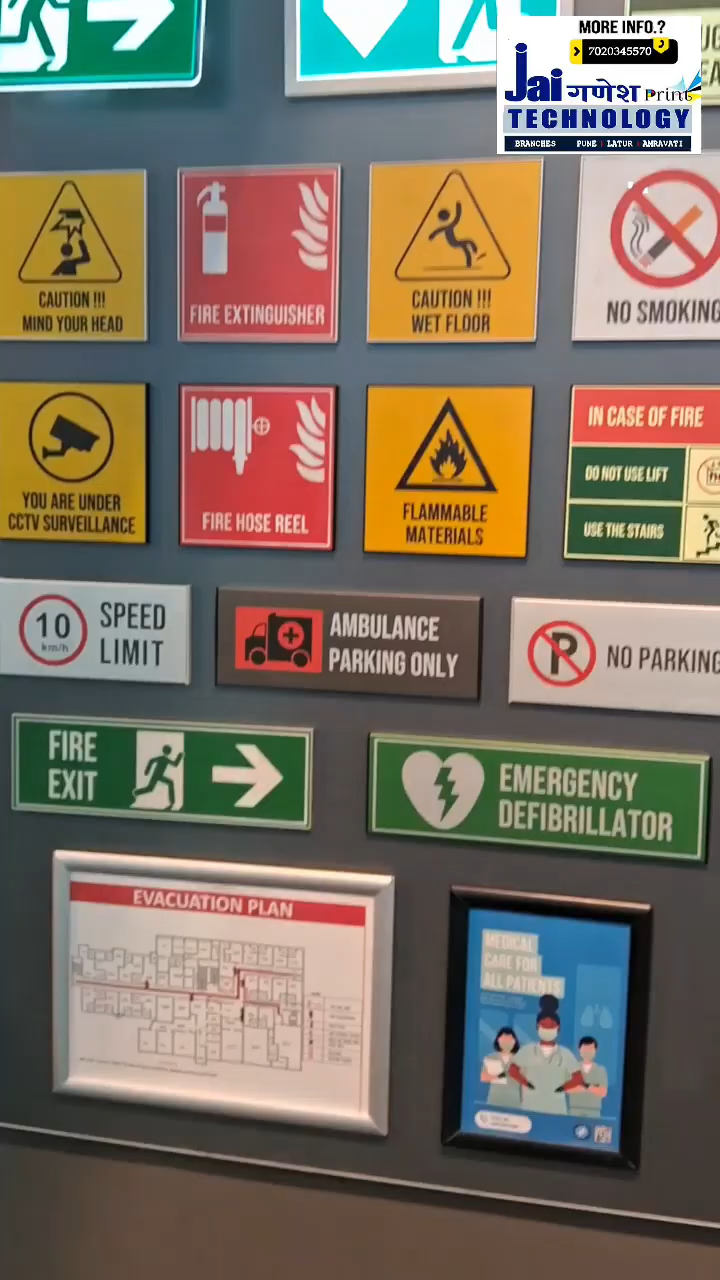 MORE INFO.?
7020345570
Jai गणेश Print
TECHNOLOGY
BRANCHES PUNE | LATUR | AMRAVATI
CAUTION !!!
MIND YOUR HEAD
FIRE EXTINGUISHER
CAUTION !!!
WET FLOOR
NO SMOKING
YOU ARE UNDER
CCTV SURVEILLANCE
FIRE HOSE REEL
FLAMMABLE
MATERIALS
IN CASE OF FIRE
DO NOT USE LIFT
USE THE STAIRS
10
km/h
SPEED
LIMIT
AMBULANCE
PARKING ONLY
P
NO PARKING
FIRE
EXIT
EMERGENCY
DEFIBRILLATOR
EVACUATION PLAN
MEDICAL
CARE FOR
ALL PATIENTS